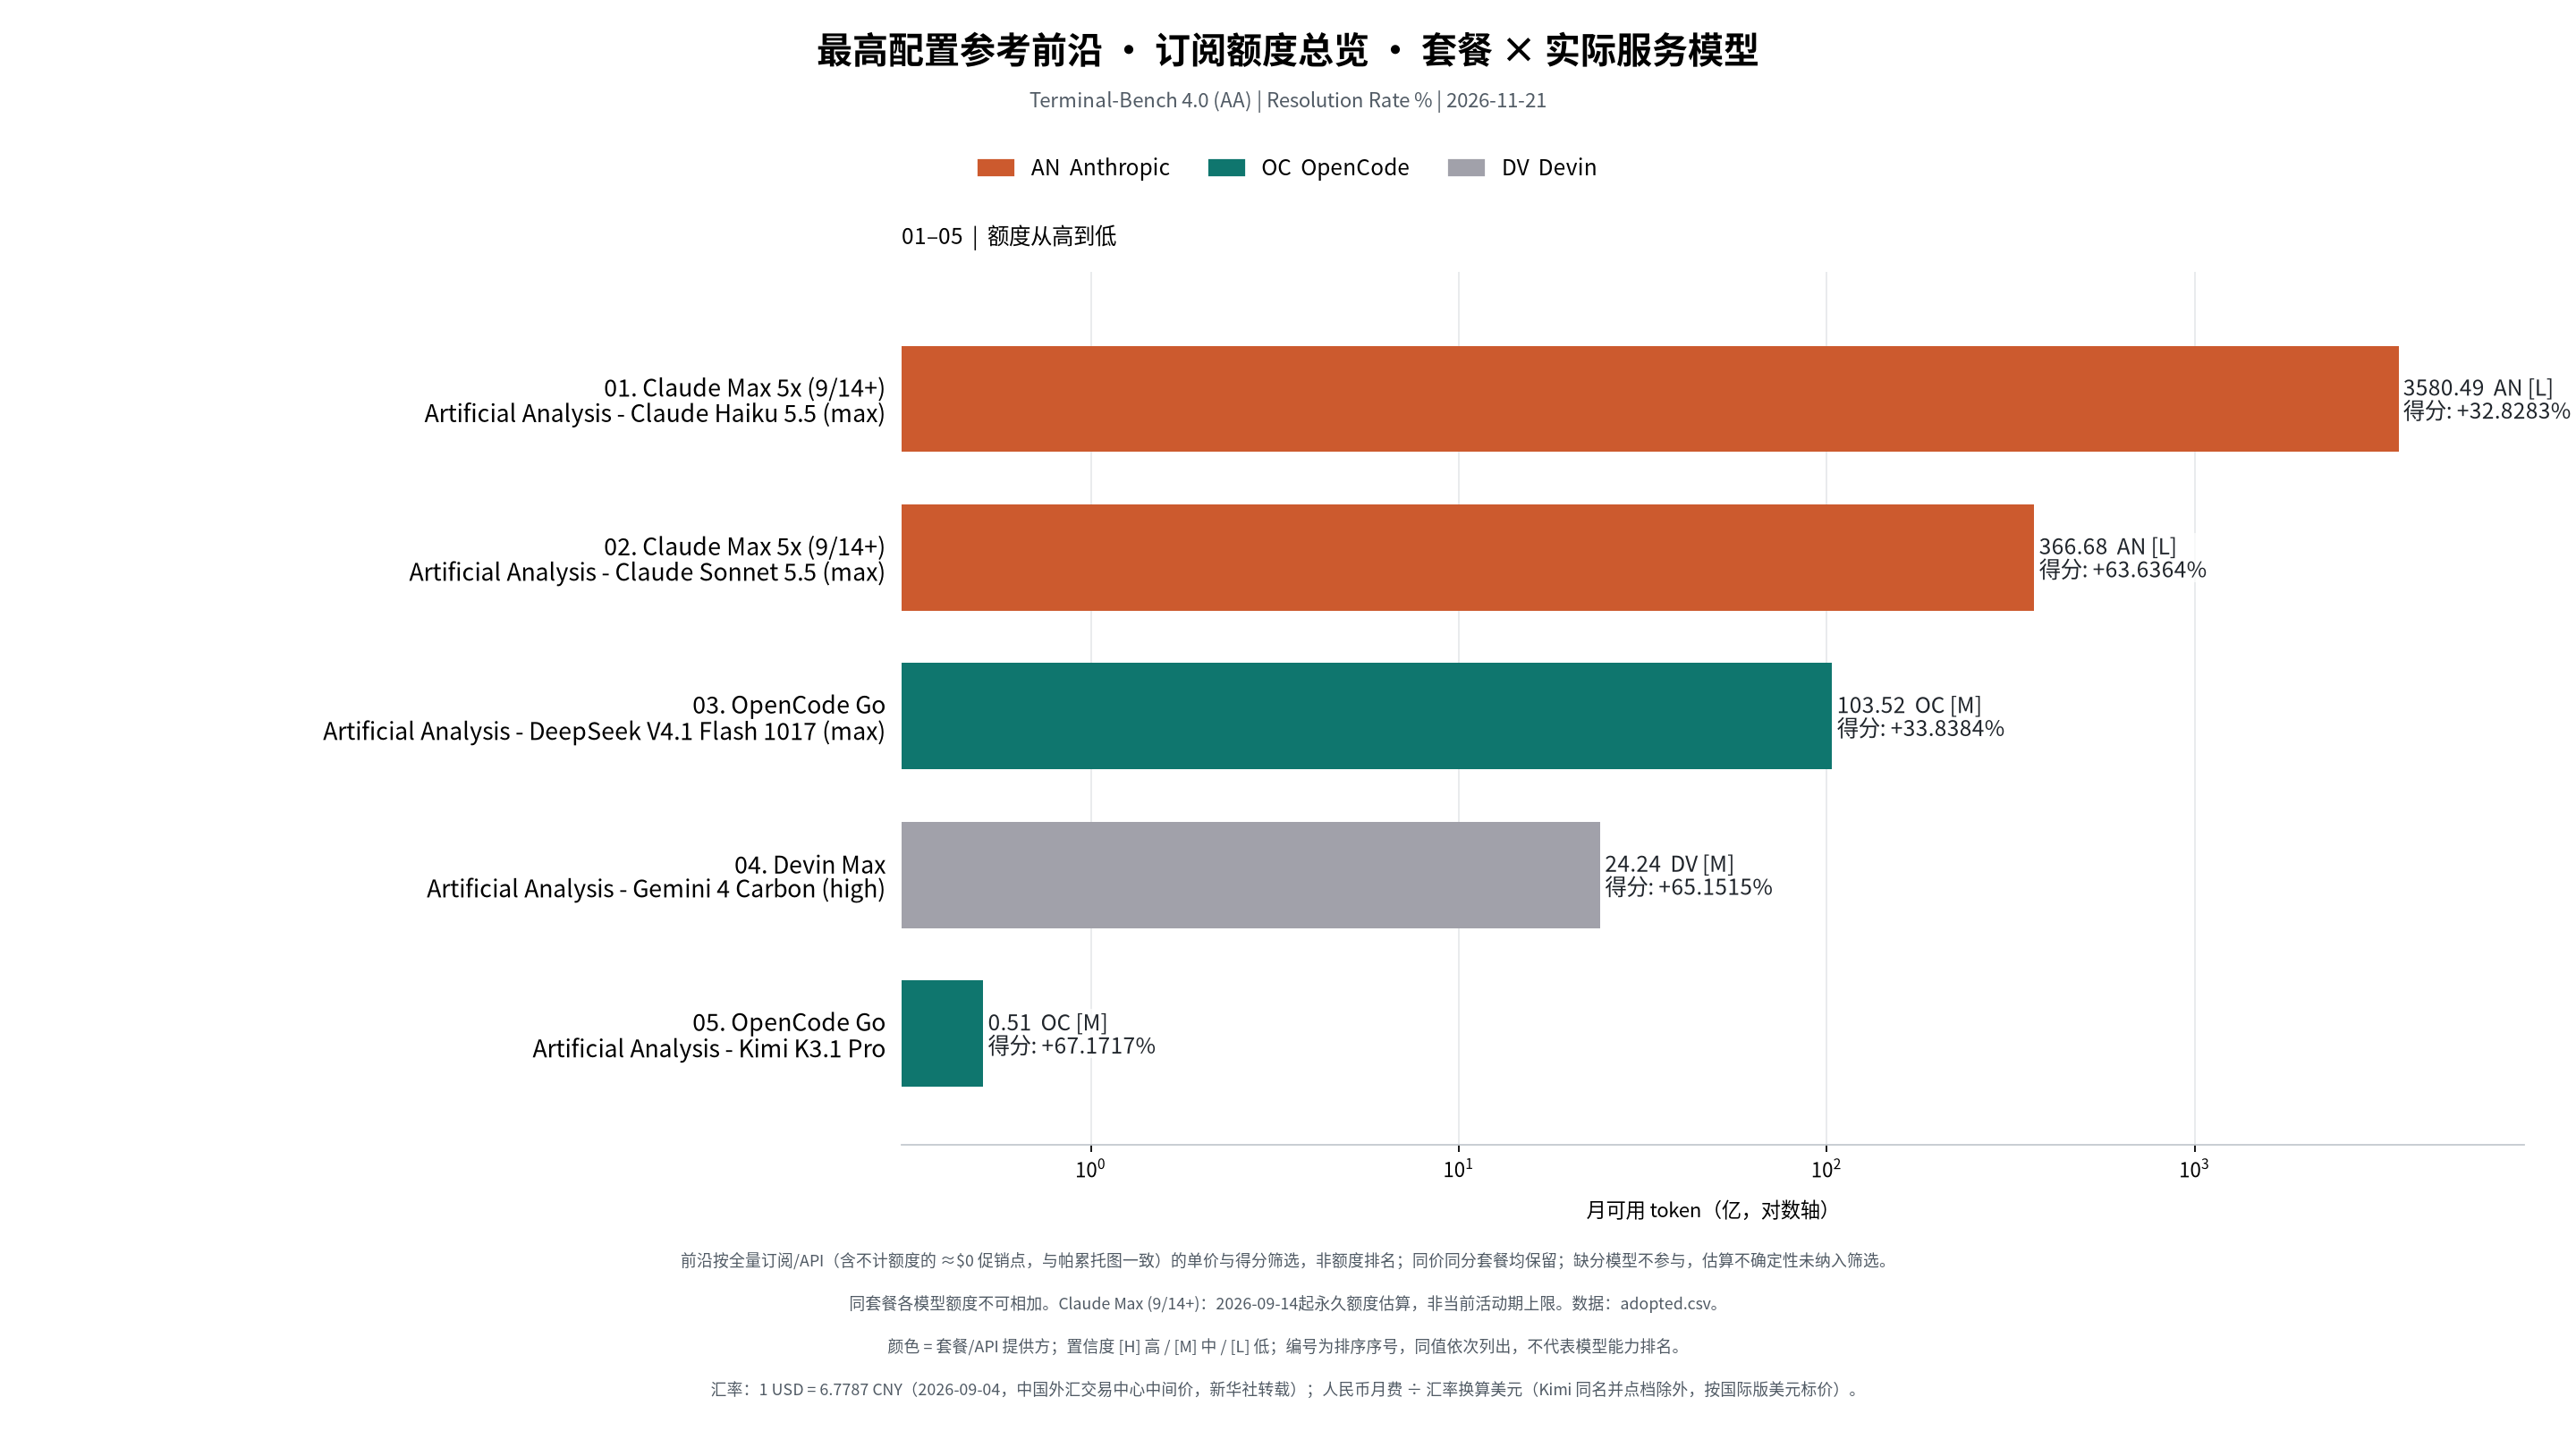 最高配置参考前沿 · 订阅额度总览 · 套餐 × 实际服务模型
Terminal-Bench 4.0 (AA) | Resolution Rate % | 2026-11-21
AN Anthropic
OC OpenCode
DV Devin
01–05 | 额度从高到低
01. Claude Max 5x (9/14+)
Artificial Analysis - Claude Haiku 5.5 (max)
3580.49 AN [L]
得分: +32.8283%
02. Claude Max 5x (9/14+)
Artificial Analysis - Claude Sonnet 5.5 (max)
366.68 AN [L]
得分: +63.6364%
03. OpenCode Go
Artificial Analysis - DeepSeek V4.1 Flash 1017 (max)
103.52 OC [M]
得分: +33.8384%
04. Devin Max
Artificial Analysis - Gemini 4 Carbon (high)
24.24 DV [M]
得分: +65.1515%
05. OpenCode Go
Artificial Analysis - Kimi K3.1 Pro
0.51 OC [M]
得分: +67.1717%
10⁰
10¹
10²
10³
月可用 token（亿，对数轴）
前沿按全量订阅/API（含不计额度的 ≈$0 促销点，与帕累托图一致）的单价与得分筛选，非额度排名；同价同分套餐均保留；缺分模型不参与，估算不确定性未纳入筛选。
同套餐各模型额度不可相加。Claude Max (9/14+)：2026-09-14起永久额度估算，非当前活动期上限。数据：adopted.csv。
颜色 = 套餐/API 提供方；置信度 [H] 高 / [M] 中 / [L] 低；编号为排序序号，同值依次列出，不代表模型能力排名。
汇率：1 USD = 6.7787 CNY（2026-09-04，中国外汇交易中心中间价，新华社转载）；人民币月费 ÷ 汇率换算美元（Kimi 同名并点档除外，按国际版美元标价）。